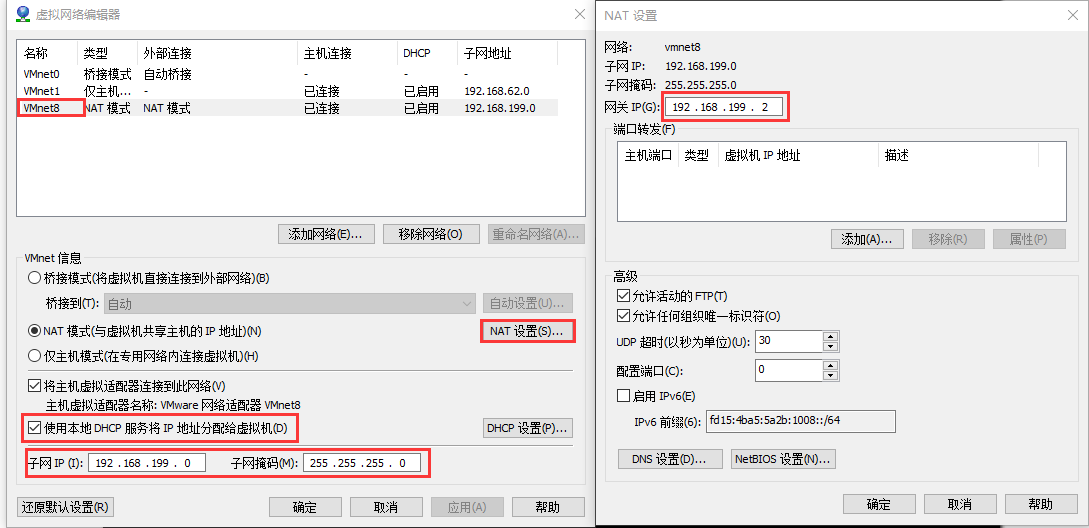 虚拟网络编辑器
名称 类型 外部连接 主机连接 DHCP 子网地址
VMnet0 桥接模式 自动桥接 - - -
VMnet1 仅主机... - 已连接 已启用 192.168.62.0
VMnet8 NAT 模式 NAT 模式 已连接 已启用 192.168.199.0
添加网络(E)... 移除网络(O) 重命名网络(A)...
VMnet 信息
桥接模式(将虚拟机直接连接到外部网络)(B)
桥接到(T): 自动 自动设置(U)...
NAT 模式(与虚拟机共享主机的 IP 地址)(N) NAT 设置(S)...
仅主机模式(在专用网络内连接虚拟机)(H)
将主机虚拟适配器连接到此网络(V)
主机虚拟适配器名称: VMware 网络适配器 VMnet8
使用本地 DHCP 服务将 IP 地址分配给虚拟机(D) DHCP 设置(P)...
子网 IP (I): 192 . 168 . 199 . 0 子网掩码(M): 255 . 255 . 255 . 0
还原默认设置(R) 确定 取消 应用(A) 帮助
NAT 设置
网络: vmnet8
子网 IP: 192.168.199.0
子网掩码: 255.255.255.0
网关 IP(G): 192 . 168 . 199 . 2
端口转发(F)
主机端口 类型 虚拟机 IP 地址 描述
添加(A)... 移除(R) 属性(P)
高级
允许活动的 FTP(T)
允许任何组织唯一标识符(O)
UDP 超时(以秒为单位)(U): 30
配置端口(C): 0
启用 IPv6(E)
IPv6 前缀(6): fd15:4ba5:5a2b:1008::/64
DNS 设置(D)... NetBIOS 设置(N)...
确定 取消 帮助